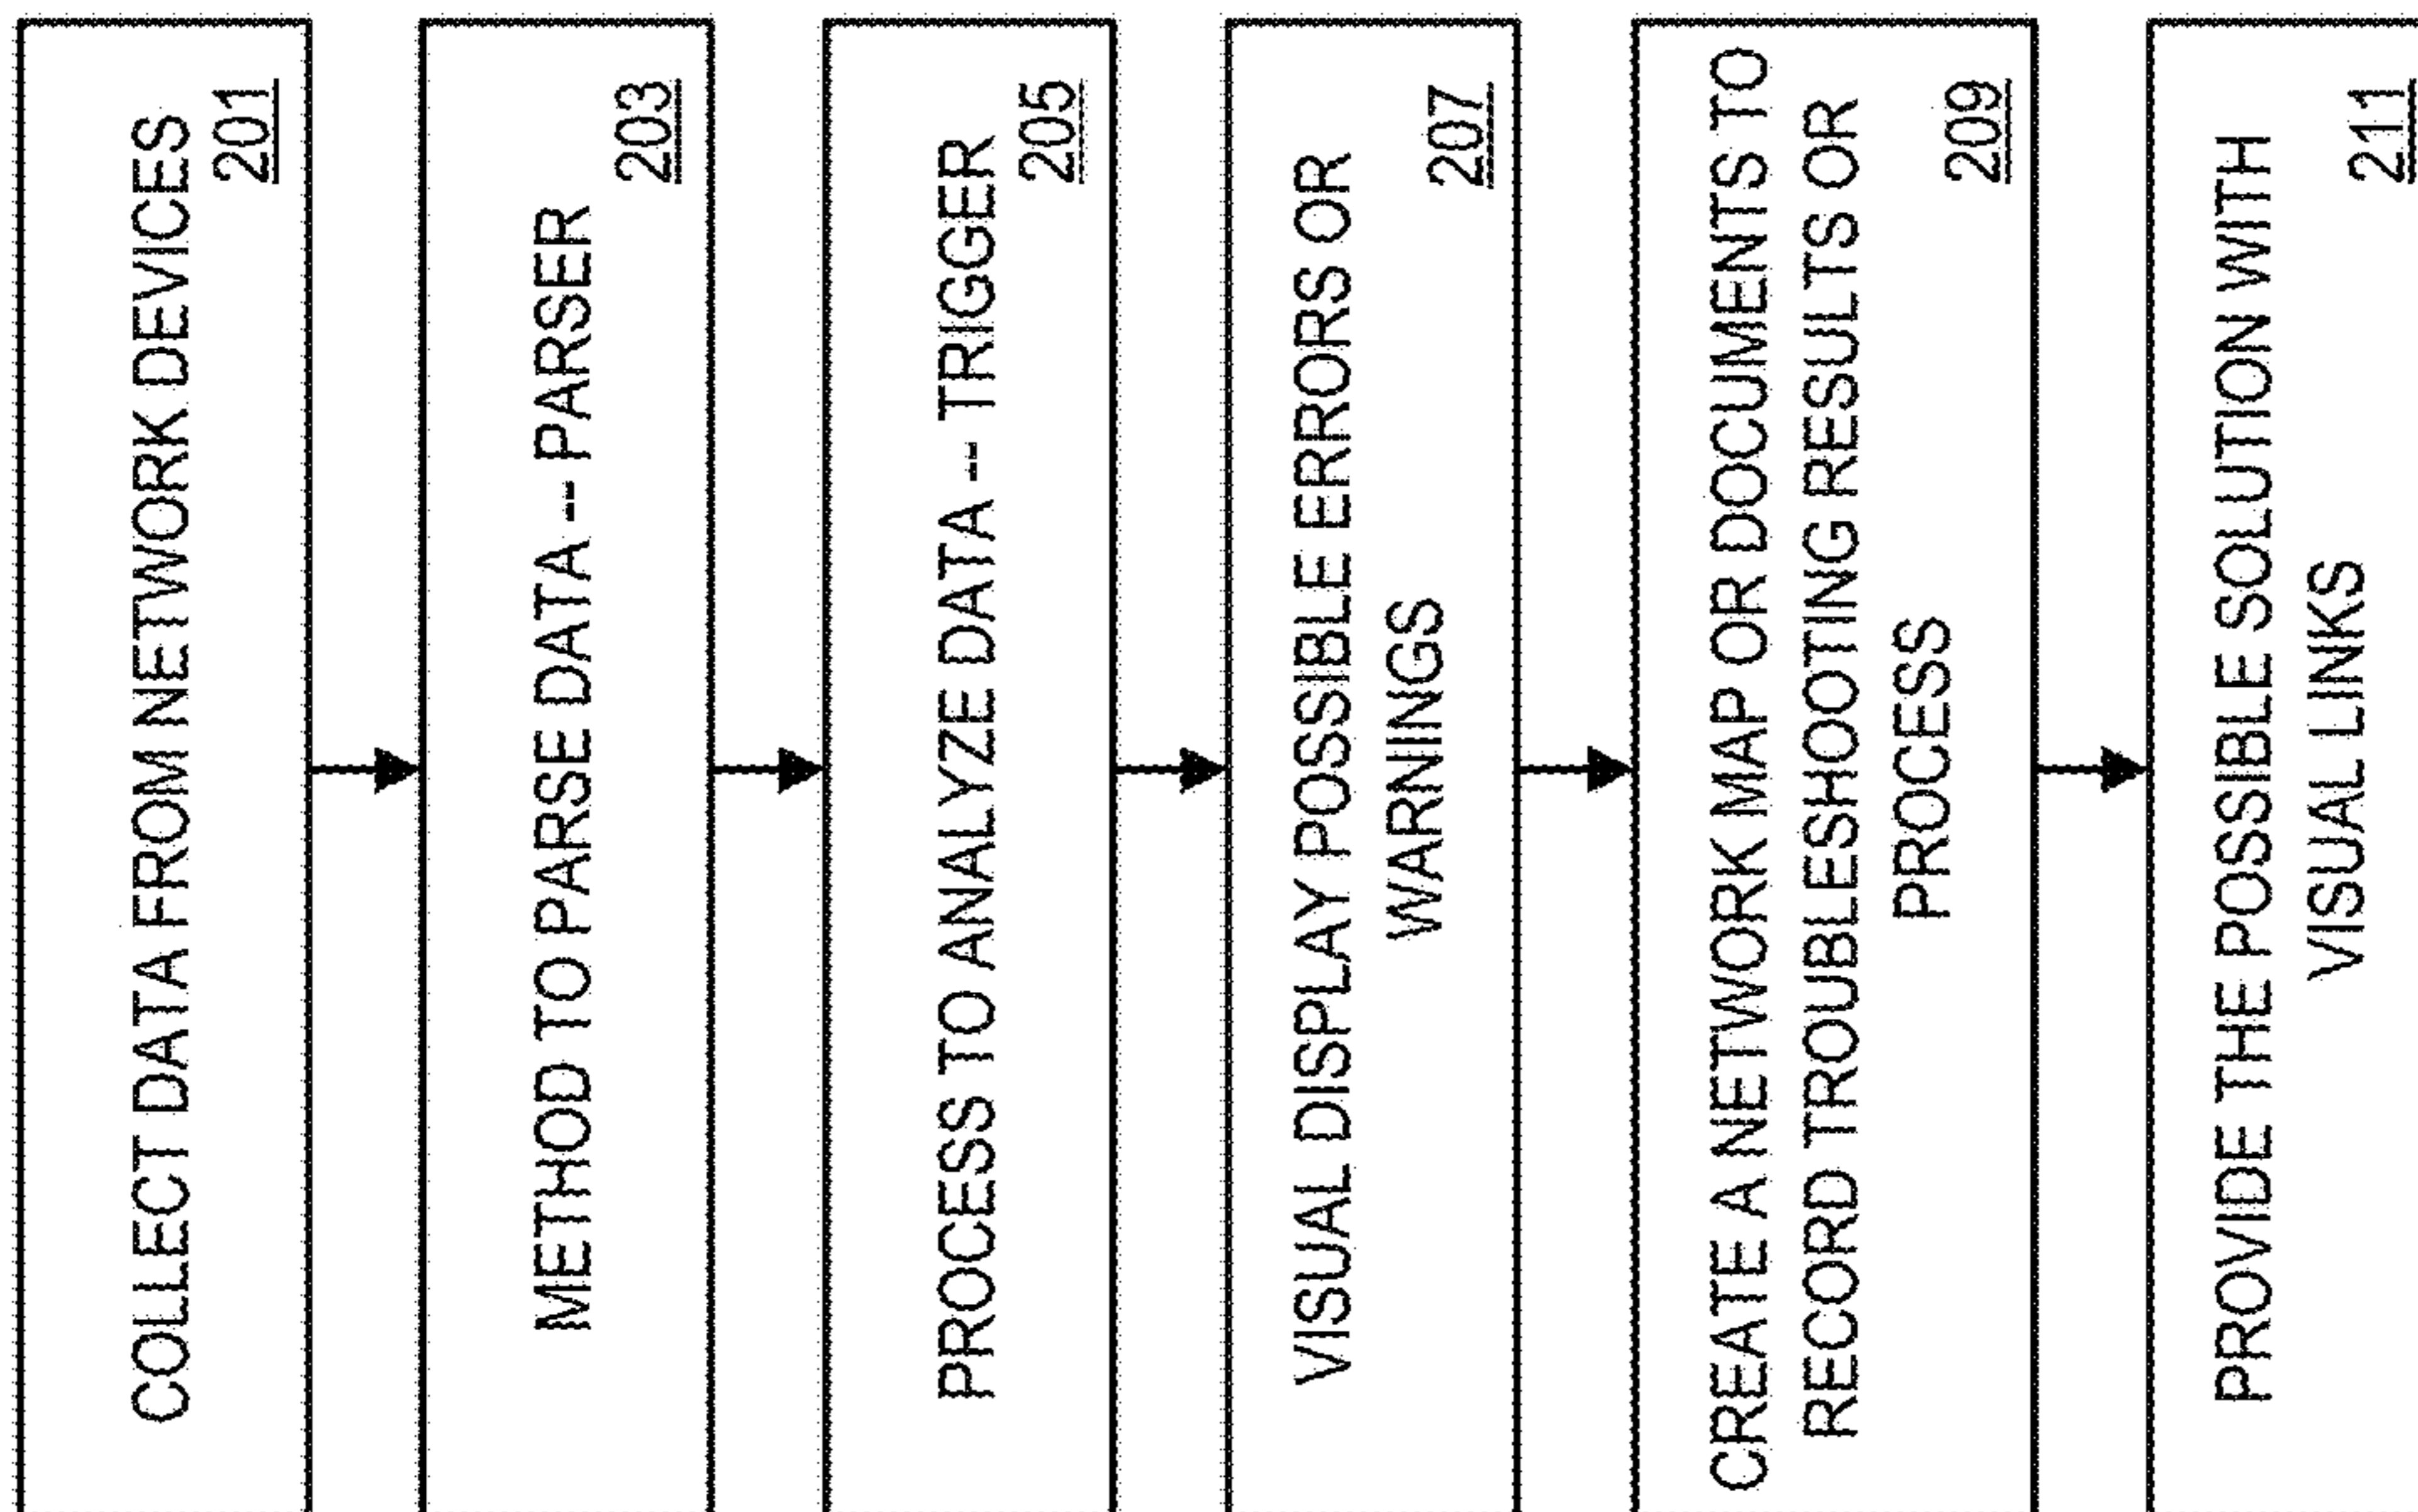 COLLECT DATA FROM NETWORK DEVICES
201
METHOD TO PARSE DATA -- PARSER
203
PROCESS TO ANALYZE DATA -- TRIGGER
205
VISUAL DISPLAY POSSIBLE ERRORS OR
WARNINGS
207
CREATE A NETWORK MAP OR DOCUMENTS TO
RECORD TROUBLESHOOTING RESULTS OR
PROCESS
209
PROVIDE THE POSSIBLE SOLUTION WITH
VISUAL LINKS
211